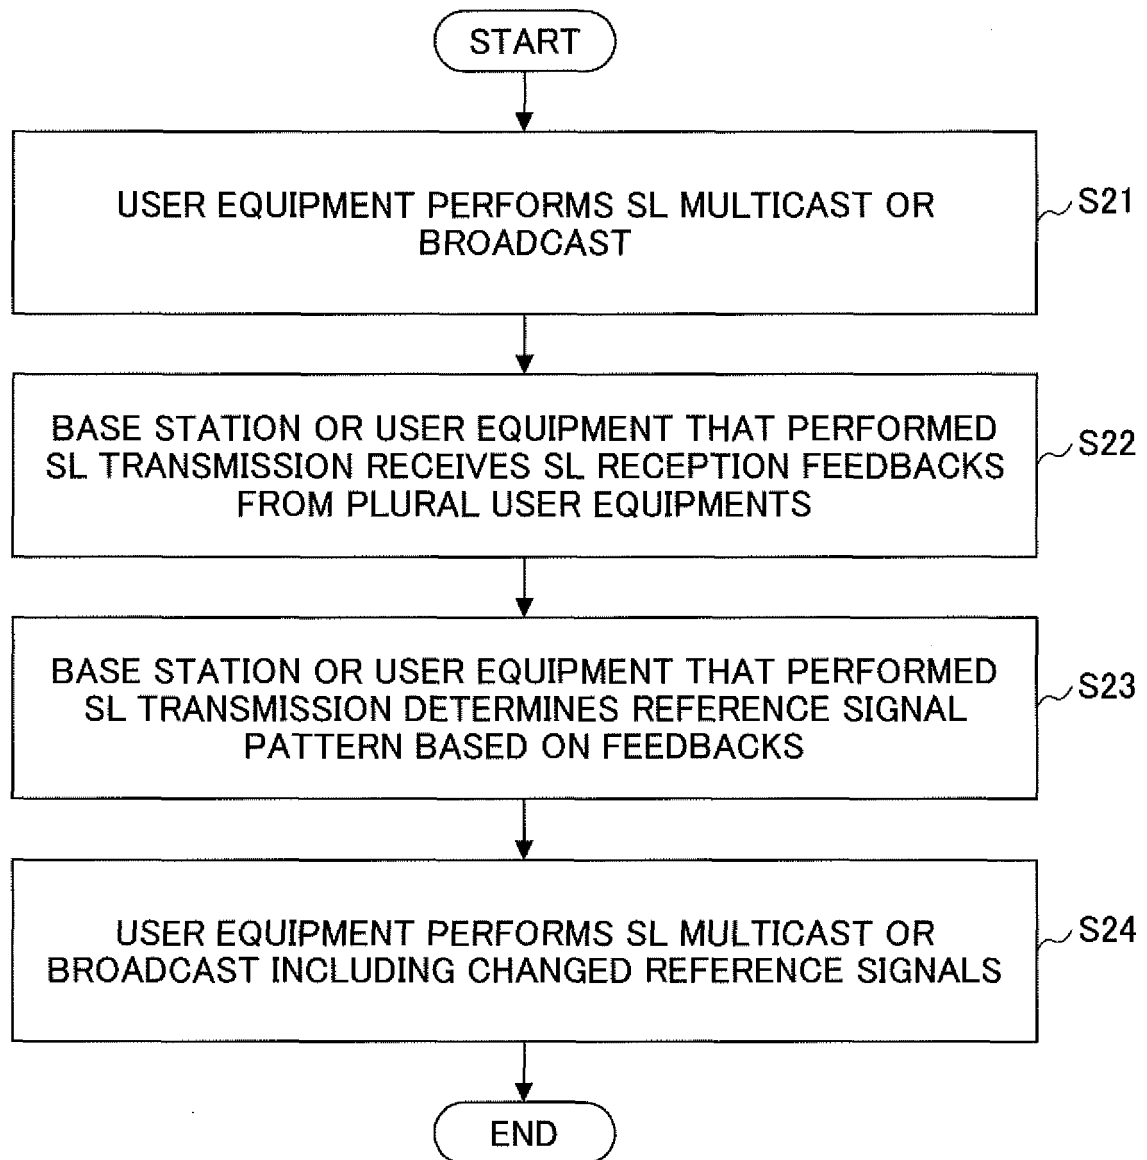 START
USER EQUIPMENT PERFORMS SL MULTICAST OR
BROADCAST
S21
BASE STATION OR USER EQUIPMENT THAT PERFORMED
SL TRANSMISSION RECEIVES SL RECEPTION FEEDBACKS
FROM PLURAL USER EQUIPMENTS
S22
BASE STATION OR USER EQUIPMENT THAT PERFORMED
SL TRANSMISSION DETERMINES REFERENCE SIGNAL
PATTERN BASED ON FEEDBACKS
S23
USER EQUIPMENT PERFORMS SL MULTICAST OR
BROADCAST INCLUDING CHANGED REFERENCE SIGNALS
S24
END